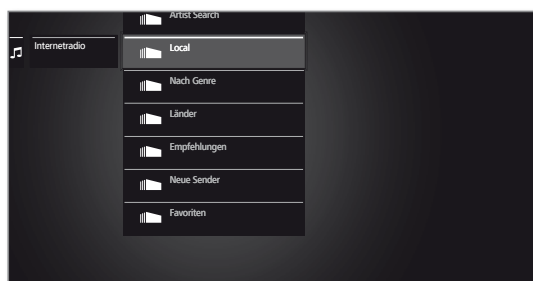 Artist Search
Internetradio
Local
Nach Genre
Länder
Empfehlungen
Neue Sender
Favoriten